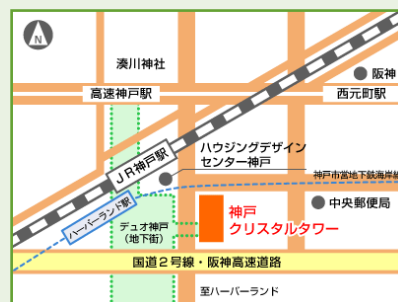 N
湊川神社
阪神
高速神戸駅
西元町駅
ハウジングデザイン
センター神戸
JR神戸駅
神戸市営地下鉄海岸線
ハーバーランド駅
中央郵便局
デュオ神戸
(地下街)
神戸
クリスタルタワー
国道2号線・阪神高速道路
至ハーバーランド